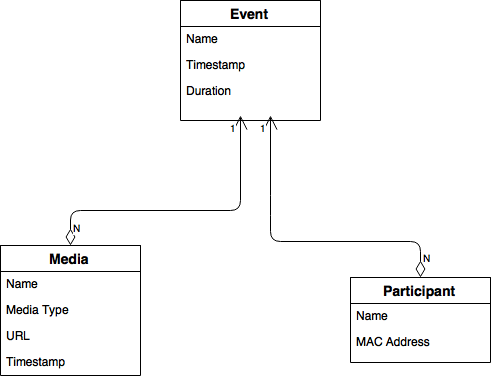 Event
Name
Timestamp
Duration
1
1
N
Media
Name
Media Type
URL
Timestamp
N
Participant
Name
MAC Address